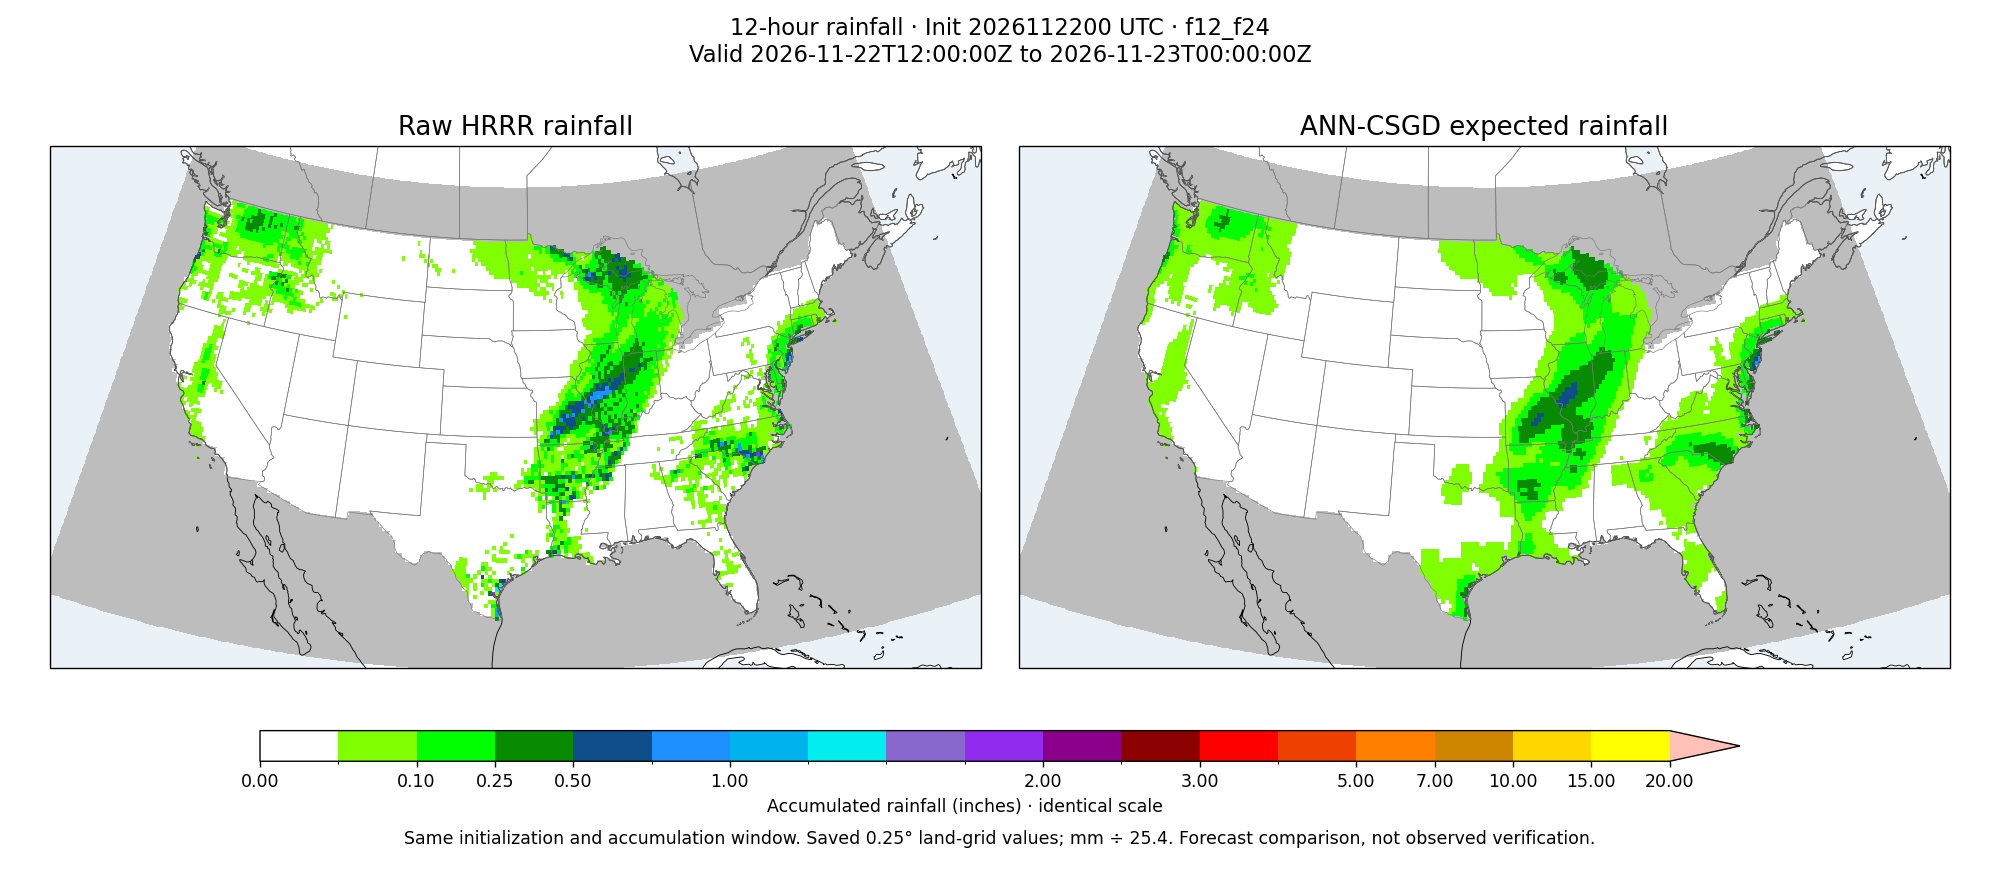 12-hour rainfall · Init 2026112200 UTC · f12_f24
Valid 2026-11-22T12:00:00Z to 2026-11-23T00:00:00Z
Raw HRRR rainfall
ANN-CSGD expected rainfall
0.00 0.10 0.25 0.50 1.00 2.00 3.00 5.00 7.00 10.00 15.00 20.00
Accumulated rainfall (inches) · identical scale
Same initialization and accumulation window. Saved 0.25° land-grid values; mm ÷ 25.4. Forecast comparison, not observed verification.